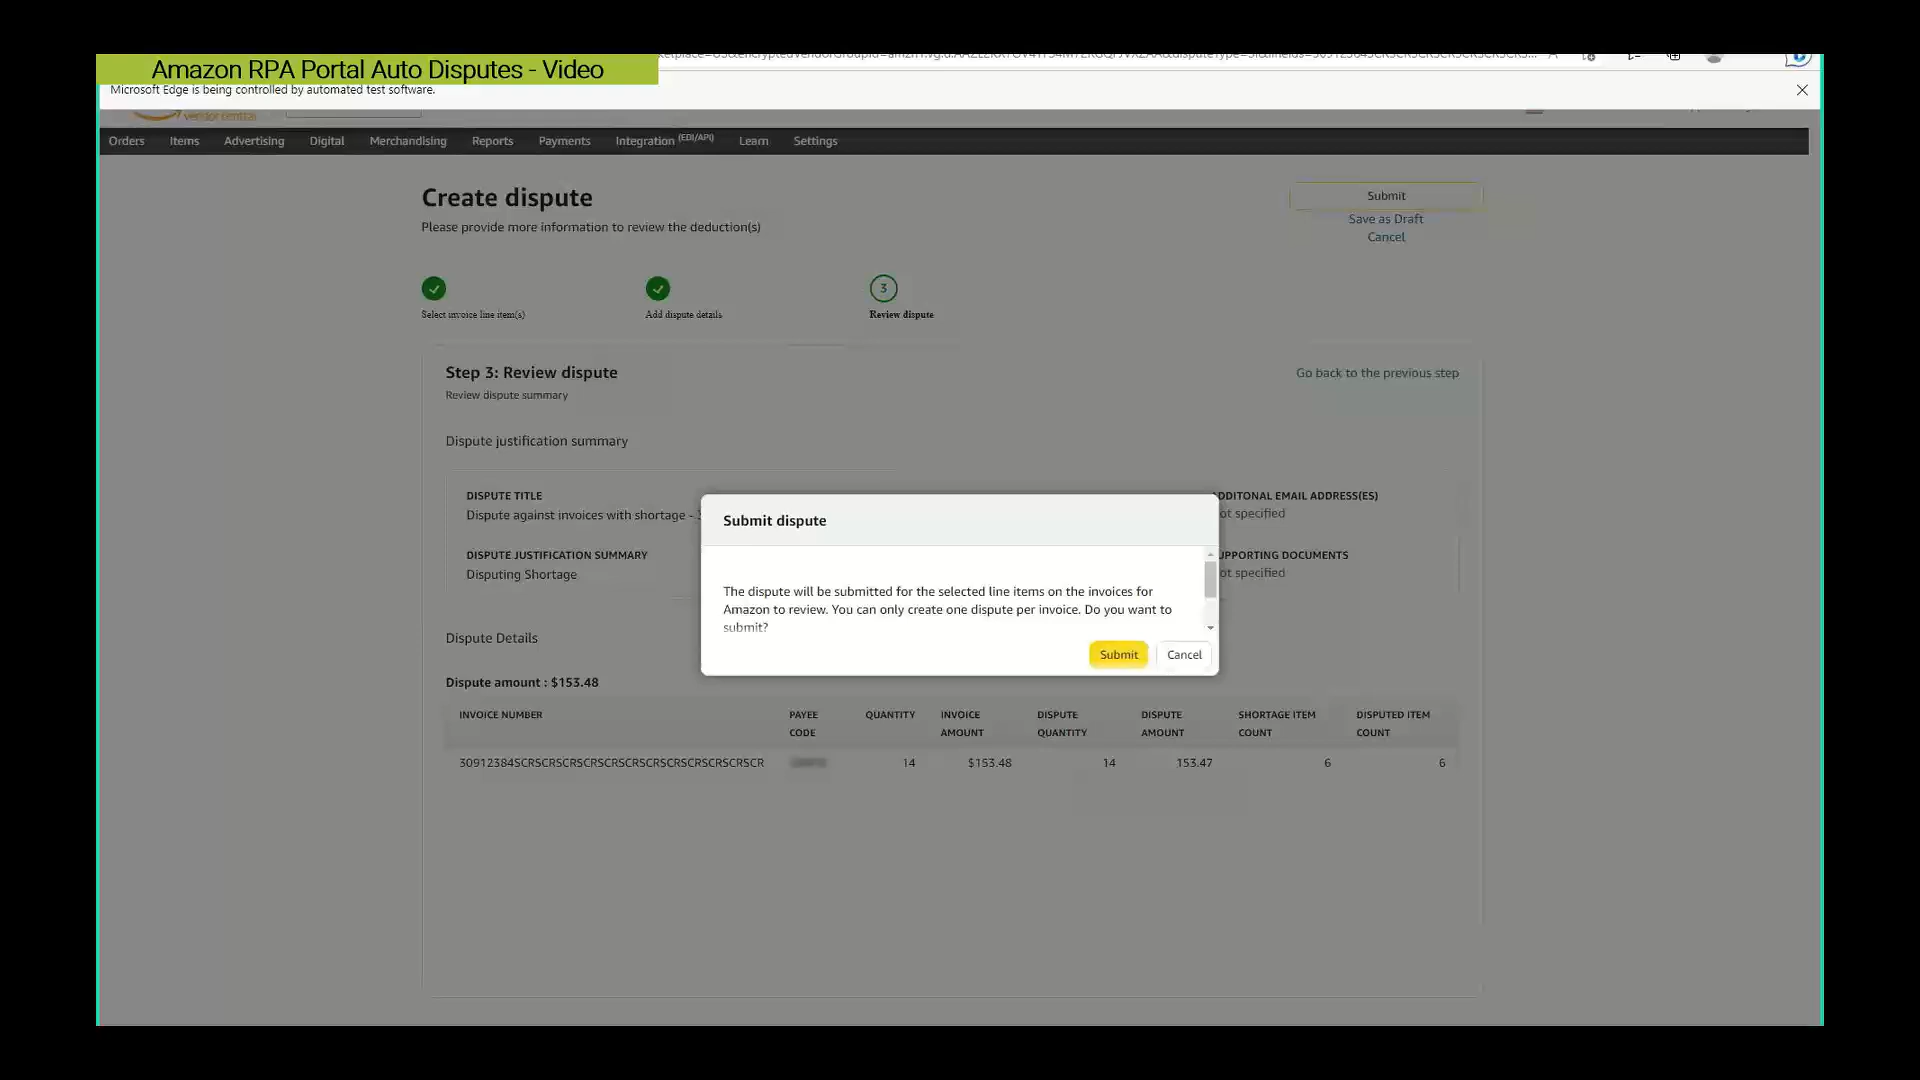 Amazon RPA Portal Auto Disputes - Video
Microsoft Edge is being controlled by automated test software.
vendor central
Orders Items Advertising Digital Merchandising Reports Payments Integration (EDI/API) Learn Settings
Create dispute
Please provide more information to review the deduction(s)
Submit
Save as Draft
Cancel
3
Select invoice line item(s) Add dispute details Review dispute
Step 3: Review dispute
Go back to the previous step
Review dispute summary
Dispute justification summary
DISPUTE TITLE
Dispute against invoices with shortage -
DISPUTE JUSTIFICATION SUMMARY
Disputing Shortage
DDITONAL EMAIL ADDRESS(ES)
ot specified
UPPORTING DOCUMENTS
ot specified
Submit dispute
The dispute will be submitted for the selected line items on the invoices for
Amazon to review. You can only create one dispute per invoice. Do you want to
submit?
Submit Cancel
Dispute Details
Dispute amount : $153.48
INVOICE NUMBER PAYEE CODE QUANTITY INVOICE AMOUNT DISPUTE QUANTITY DISPUTE AMOUNT SHORTAGE ITEM COUNT DISPUTED ITEM COUNT
30912384SCRSCRSCRSCRSCRSCRSCRSCRSCRSCRSCRSCR 14 $153.48 14 153.47 6 6